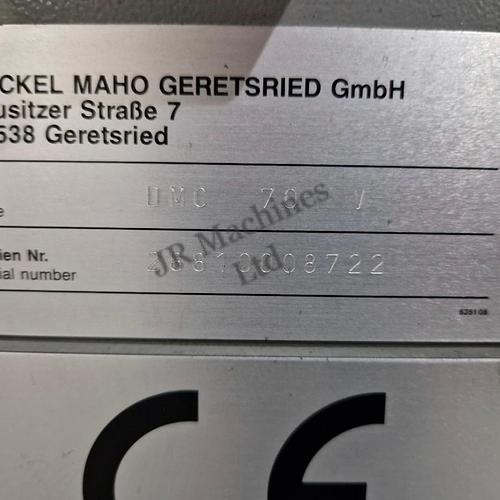 CKEL MAHO GERETSRIED GmbH
usitzer Straße 7
538 Geretsried
e
DMC 70 V
ien Nr.
ial number
JR Machines
Ltd
635108
CE